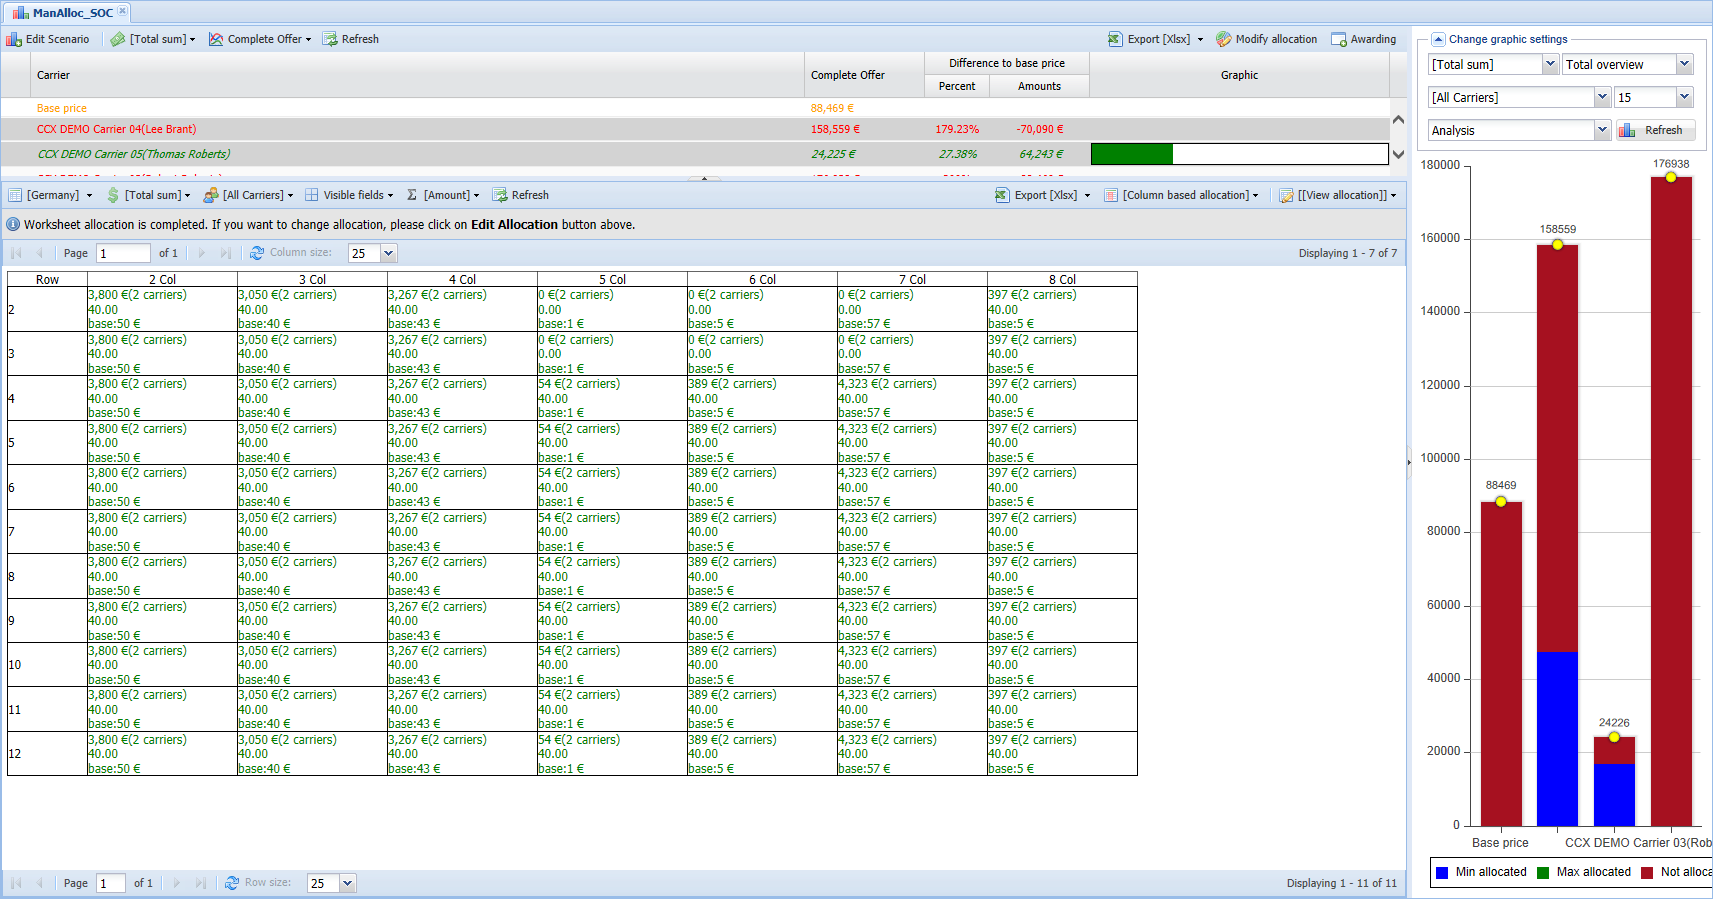 ManAlloc_SOC
Edit Scenario [Total sum] Complete Offer Refresh Export [Xlsx] Modify allocation Awarding
Carrier Complete Offer Difference to base price Graphic
Percent Amounts
Base price 88,469 €
CCX DEMO Carrier 04(Lee Brant) 158,559 € 179.23% -70,090 €
CCX DEMO Carrier 05(Thomas Roberts) 24,225 € 27.38% 64,243 €
[Germany] [Total sum] [All Carriers] Visible fields Σ [Amount] Refresh Export [Xlsx] [Column based allocation] [[View allocation]]
Worksheet allocation is completed. If you want to change allocation, please click on Edit Allocation button above.
Page 1 of 1 Column size: 25 Displaying 1 - 7 of 7
Row 2 Col 3 Col 4 Col 5 Col 6 Col 7 Col 8 Col
3,800 €(2 carriers) 3,050 €(2 carriers) 3,267 €(2 carriers) 0 €(2 carriers) 0 €(2 carriers) 0 €(2 carriers) 397 €(2 carriers)
2 40.00 40.00 40.00 0.00 0.00 0.00 40.00
base:50 € base:40 € base:43 € base:1 € base:5 € base:57 € base:5 €
3,800 €(2 carriers) 3,050 €(2 carriers) 3,267 €(2 carriers) 0 €(2 carriers) 0 €(2 carriers) 0 €(2 carriers) 397 €(2 carriers)
3 40.00 40.00 40.00 0.00 0.00 0.00 40.00
base:50 € base:40 € base:43 € base:1 € base:5 € base:57 € base:5 €
3,800 €(2 carriers) 3,050 €(2 carriers) 3,267 €(2 carriers) 54 €(2 carriers) 389 €(2 carriers) 4,323 €(2 carriers) 397 €(2 carriers)
4 40.00 40.00 40.00 40.00 40.00 40.00 40.00
base:50 € base:40 € base:43 € base:1 € base:5 € base:57 € base:5 €
3,800 €(2 carriers) 3,050 €(2 carriers) 3,267 €(2 carriers) 54 €(2 carriers) 389 €(2 carriers) 4,323 €(2 carriers) 397 €(2 carriers)
5 40.00 40.00 40.00 40.00 40.00 40.00 40.00
base:50 € base:40 € base:43 € base:1 € base:5 € base:57 € base:5 €
3,800 €(2 carriers) 3,050 €(2 carriers) 3,267 €(2 carriers) 54 €(2 carriers) 389 €(2 carriers) 4,323 €(2 carriers) 397 €(2 carriers)
6 40.00 40.00 40.00 40.00 40.00 40.00 40.00
base:50 € base:40 € base:43 € base:1 € base:5 € base:57 € base:5 €
3,800 €(2 carriers) 3,050 €(2 carriers) 3,267 €(2 carriers) 54 €(2 carriers) 389 €(2 carriers) 4,323 €(2 carriers) 397 €(2 carriers)
7 40.00 40.00 40.00 40.00 40.00 40.00 40.00
base:50 € base:40 € base:43 € base:1 € base:5 € base:57 € base:5 €
3,800 €(2 carriers) 3,050 €(2 carriers) 3,267 €(2 carriers) 54 €(2 carriers) 389 €(2 carriers) 4,323 €(2 carriers) 397 €(2 carriers)
8 40.00 40.00 40.00 40.00 40.00 40.00 40.00
base:50 € base:40 € base:43 € base:1 € base:5 € base:57 € base:5 €
3,800 €(2 carriers) 3,050 €(2 carriers) 3,267 €(2 carriers) 54 €(2 carriers) 389 €(2 carriers) 4,323 €(2 carriers) 397 €(2 carriers)
9 40.00 40.00 40.00 40.00 40.00 40.00 40.00
base:50 € base:40 € base:43 € base:1 € base:5 € base:57 € base:5 €
3,800 €(2 carriers) 3,050 €(2 carriers) 3,267 €(2 carriers) 54 €(2 carriers) 389 €(2 carriers) 4,323 €(2 carriers) 397 €(2 carriers)
10 40.00 40.00 40.00 40.00 40.00 40.00 40.00
base:50 € base:40 € base:43 € base:1 € base:5 € base:57 € base:5 €
3,800 €(2 carriers) 3,050 €(2 carriers) 3,267 €(2 carriers) 54 €(2 carriers) 389 €(2 carriers) 4,323 €(2 carriers) 397 €(2 carriers)
11 40.00 40.00 40.00 40.00 40.00 40.00 40.00
base:50 € base:40 € base:43 € base:1 € base:5 € base:57 € base:5 €
3,800 €(2 carriers) 3,050 €(2 carriers) 3,267 €(2 carriers) 54 €(2 carriers) 389 €(2 carriers) 4,323 €(2 carriers) 397 €(2 carriers)
12 40.00 40.00 40.00 40.00 40.00 40.00 40.00
base:50 € base:40 € base:43 € base:1 € base:5 € base:57 € base:5 €
Page 1 of 1 Row size: 25 Displaying 1 - 11 of 11
Change graphic settings
[Total sum] Total overview
[All Carriers] 15
Analysis Refresh
180000 176938
160000 158559
140000
120000
100000
88469
80000
60000
40000
24226
20000
0
Base price CCX DEMO Carrier 03(Rob
Min allocated Max allocated Not alloca